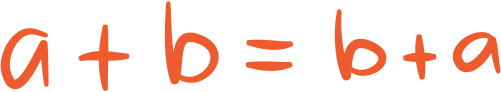 a + b = b + a